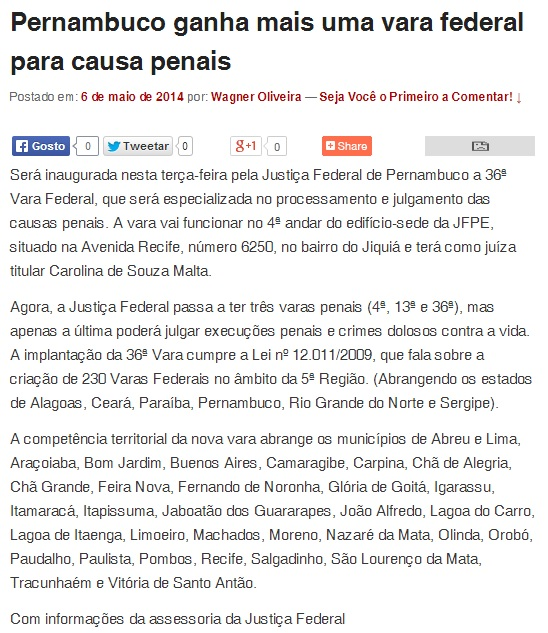 Pernambuco ganha mais uma vara federal
para causa penais
Postado em: 6 de maio de 2014 por: Wagner Oliveira — Seja Você o Primeiro a Comentar! ↓
Gosto 0 Tweetar 0 g+1 0 Share
Será inaugurada nesta terça-feira pela Justiça Federal de Pernambuco a 36ª
Vara Federal, que será especializada no processamento e julgamento das
causas penais. A vara vai funcionar no 4º andar do edifício-sede da JFPE,
situado na Avenida Recife, número 6250, no bairro do Jiquiá e terá como juíza
titular Carolina de Souza Malta.
Agora, a Justiça Federal passa a ter três varas penais (4ª, 13ª e 36ª), mas
apenas a última poderá julgar execuções penais e crimes dolosos contra a vida.
A implantação da 36ª Vara cumpre a Lei nº 12.011/2009, que fala sobre a
criação de 230 Varas Federais no âmbito da 5ª Região. (Abrangendo os estados
de Alagoas, Ceará, Paraíba, Pernambuco, Rio Grande do Norte e Sergipe).
A competência territorial da nova vara abrange os municípios de Abreu e Lima,
Araçoiaba, Bom Jardim, Buenos Aires, Camaragibe, Carpina, Chã de Alegria,
Chã Grande, Feira Nova, Fernando de Noronha, Glória de Goitá, Igarassu,
Itamaracá, Itapissuma, Jaboatão dos Guararapes, João Alfredo, Lagoa do Carro,
Lagoa de Itaenga, Limoeiro, Machados, Moreno, Nazaré da Mata, Olinda, Orobó,
Paudalho, Paulista, Pombos, Recife, Salgadinho, São Lourenço da Mata,
Tracunhaém e Vitória de Santo Antão.
Com informações da assessoria da Justiça Federal